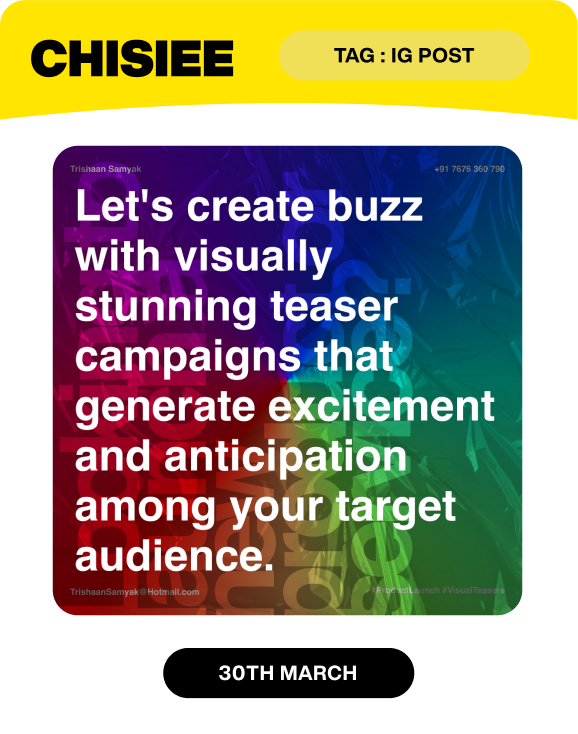 CHISIEE
TAG : IG POST
Trishaan Samyak
+91 7676 360 790
Let's create buzz
with visually
stunning teaser
campaigns that
generate excitement
and anticipation
among your target
audience.
TrishaanSamyak@Hotmail.com
#ProductLaunch #VisualTeasers
30TH MARCH